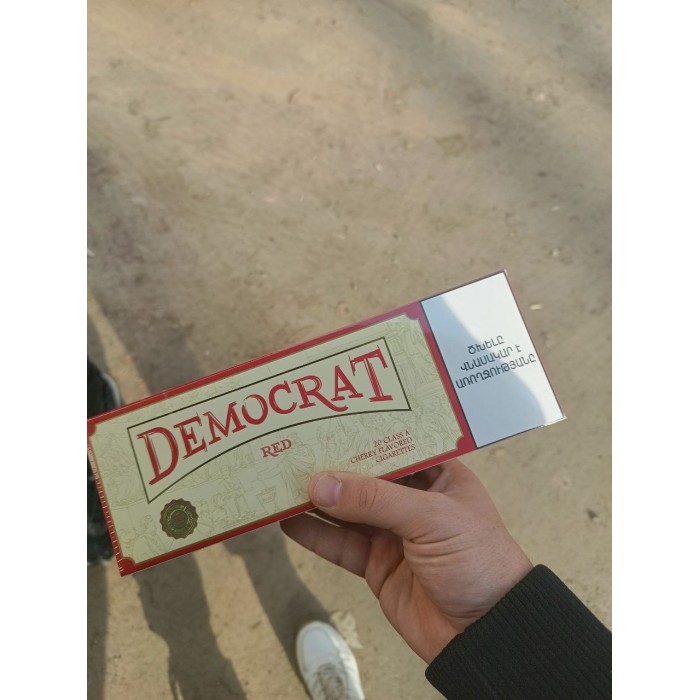 DEMOCRAT
RED
20 CLASS A
CHERRY FLAVORED
CIGARETTES
ԾԽԵԼԸ
ՎՆԱՍԱԿԱՐ Է
ԱՌՈՂՋՈՒԹՅԱՆԸ